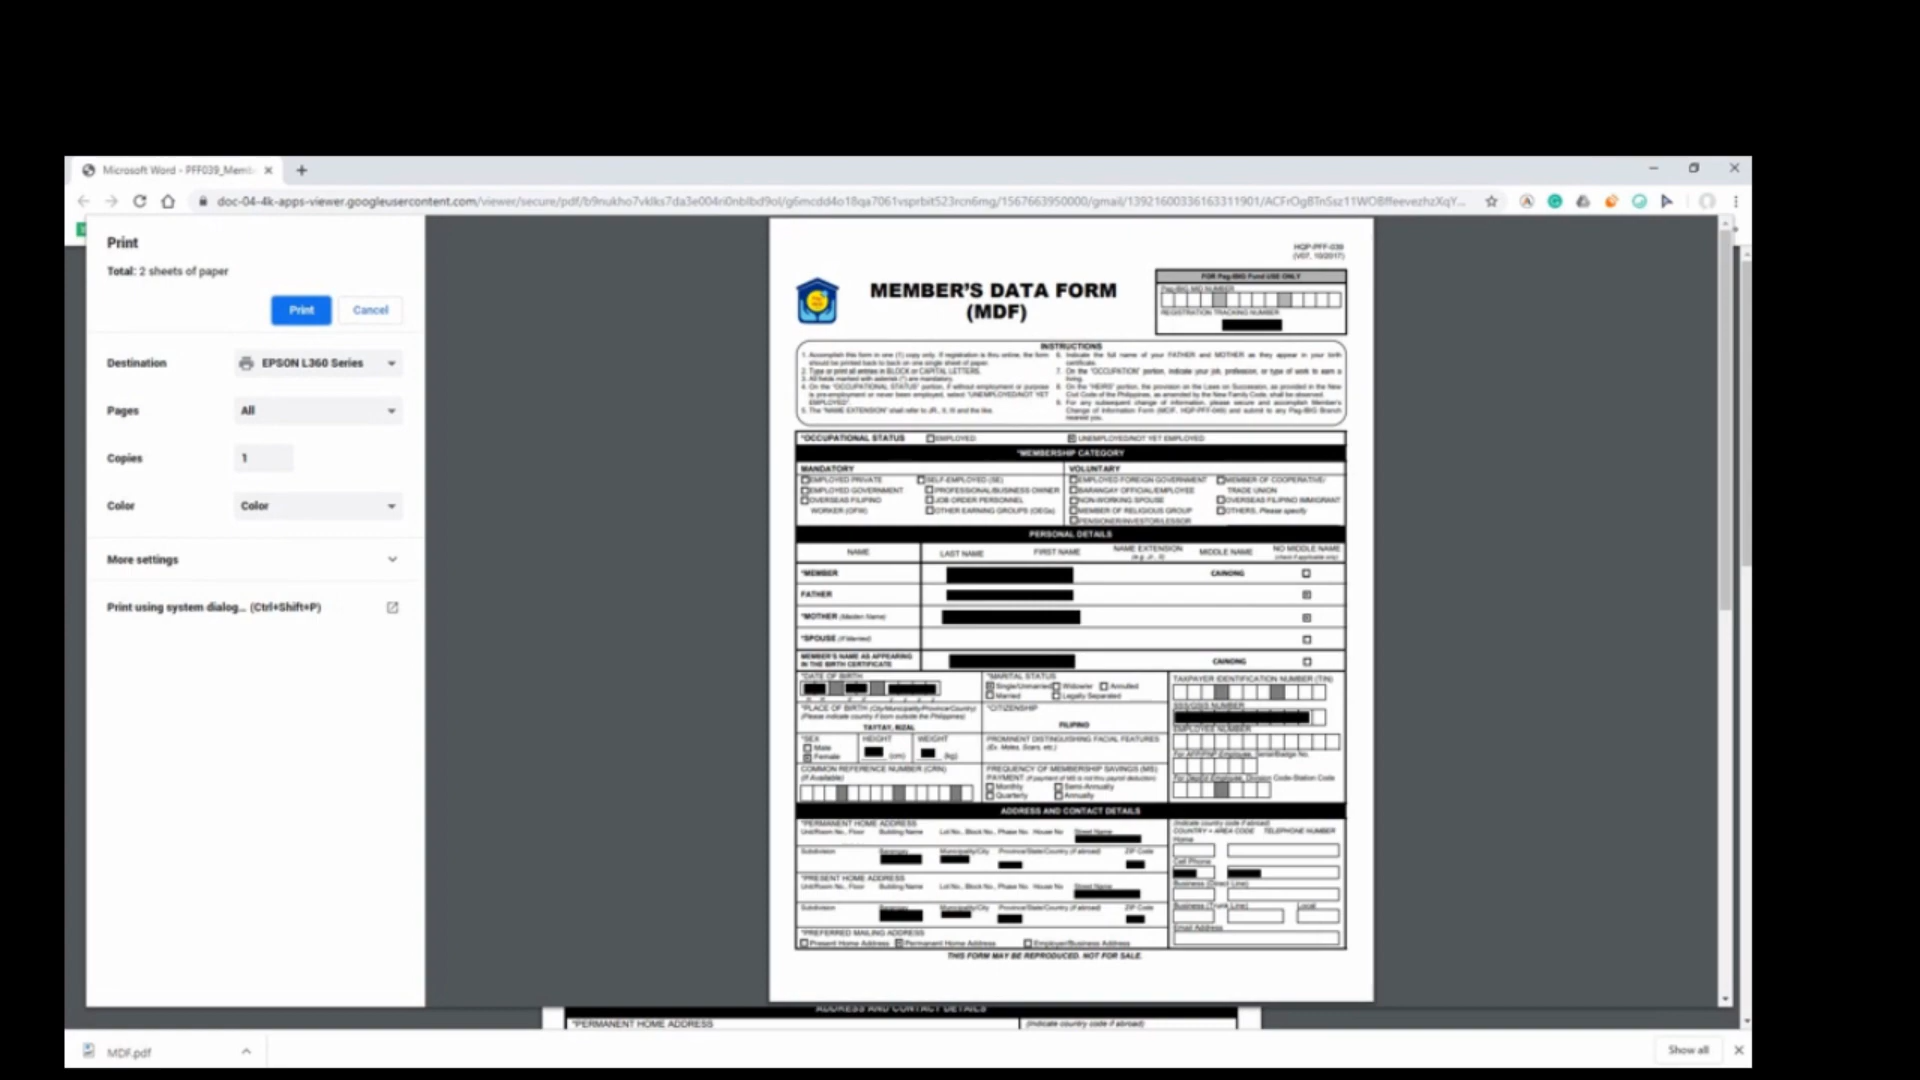 Microsoft Word - PFF039_Memb
doc-04-4k-apps-viewer.googleusercontent.com/viewer/secure/pdf/
Print
Total: 2 sheets of paper
Print Cancel
Destination EPSON L360 Series
Pages All
Copies 1
Color Color
More settings
Print using system dialog... (Ctrl+Shift+P)
HQP-PFF-039
(V07, 10/2017)
MEMBER'S DATA FORM
(MDF)
FOR Pag-IBIG Fund USE ONLY
Pag-IBIG MID NUMBER
REGISTRATION TRACKING NUMBER
INSTRUCTIONS
1. Accomplish this form in one (1) copy only. If registration is thru online, the form
should be printed back to back on one single sheet of paper.
2. Type or print all entries in BLOCK or CAPITAL LETTERS.
3. All fields marked with asterisk (*) are mandatory.
4. On the "OCCUPATIONAL STATUS" portion, if without employment or purpose
is pre-employment or never been employed, select "UNEMPLOYED/NOT YET
EMPLOYED".
5. The "NAME EXTENSION" shall refer to JR., II, III and the like.
6. Indicate the full name of your FATHER and MOTHER as they appear in your birth
certificate.
7. On the "OCCUPATION" portion, indicate your job, profession, or type of work to earn a
living.
8. On the "HEIRS" portion, the provision on the Laws on Succession, as provided in the New
Civil Code of the Philippines, as amended by the New Family Code, shall be observed.
9. For any subsequent change of information, please secure and accomplish Member's
Change of Information Form (MCIF, HQP-PFF-049) and submit to any Pag-IBIG Branch
nearest you.
*OCCUPATIONAL STATUS EMPLOYED UNEMPLOYED/NOT YET EMPLOYED
*MEMBERSHIP CATEGORY
MANDATORY VOLUNTARY
EMPLOYED PRIVATE SELF-EMPLOYED (SE) EMPLOYED FOREIGN GOVERNMENT MEMBER OF COOPERATIVE/
EMPLOYED GOVERNMENT PROFESSIONAL/BUSINESS OWNER BARANGAY OFFICIAL/EMPLOYEE TRADE UNION
OVERSEAS FILIPINO JOB ORDER PERSONNEL NON-WORKING SPOUSE OVERSEAS FILIPINO IMMIGRANT
WORKER (OFW) OTHER EARNING GROUPS (OEGs) MEMBER OF RELIGIOUS GROUP OTHERS, Please specify
PENSIONER/INVESTOR/LESSOR
PERSONAL DETAILS
NAME LAST NAME FIRST NAME NAME EXTENSION MIDDLE NAME NO MIDDLE NAME
(e.g. Jr., II) (check if applicable only)
*MEMBER CAINONG
FATHER
*MOTHER (Maiden Name)
*SPOUSE (If Married)
MEMBER'S NAME AS APPEARING
IN THE BIRTH CERTIFICATE CAINONG
*DATE OF BIRTH
*MARITAL STATUS
Single/Unmarried Widower Annulled
Married Legally Separated
TAXPAYER IDENTIFICATION NUMBER (TIN)
SSS/GSIS NUMBER
*PLACE OF BIRTH (City/Municipality/Province/Country)
(Please indicate country if born outside the Philippines)
TAYTAY, RIZAL
*CITIZENSHIP
FILIPINO
EMPLOYEE NUMBER
*SEX HEIGHT WEIGHT
Male
Female (cm) (kg)
PROMINENT DISTINGUISHING FACIAL FEATURES
(Ex. Moles, Scars, etc.)
COMMON REFERENCE NUMBER (CRN)
(If Available)
FREQUENCY OF MEMBERSHIP SAVINGS (MS)
PAYMENT (if payment of MS is not thru payroll deduction)
Monthly Semi-Annually
Quarterly Annually
For DepEd Employee, Division Code-Station Code
ADDRESS AND CONTACT DETAILS
*PERMANENT HOME ADDRESS
Unit/Room No., Floor Building Name Lot No., Block No., Phase No. House No Street Name
Subdivision Barangay Municipality/City Province/State/Country (if abroad) ZIP Code
*PRESENT HOME ADDRESS
Unit/Room No., Floor Building Name Lot No., Block No., Phase No. House No Street Name
Subdivision Barangay Municipality/City Province/State/Country (if abroad) ZIP Code
*PREFERRED MAILING ADDRESS
Present Home Address Permanent Home Address Employer/Business Address
(Indicate country code if abroad)
COUNTRY + AREA CODE TELEPHONE NUMBER
Home
Cell Phone
Business (Direct Line)
Business (Trunk Line) Local
Email Address
THIS FORM MAY BE REPRODUCED. NOT FOR SALE.
ADDRESS AND CONTACT DETAILS
*PERMANENT HOME ADDRESS (Indicate country code if abroad)
MDF.pdf
Show all